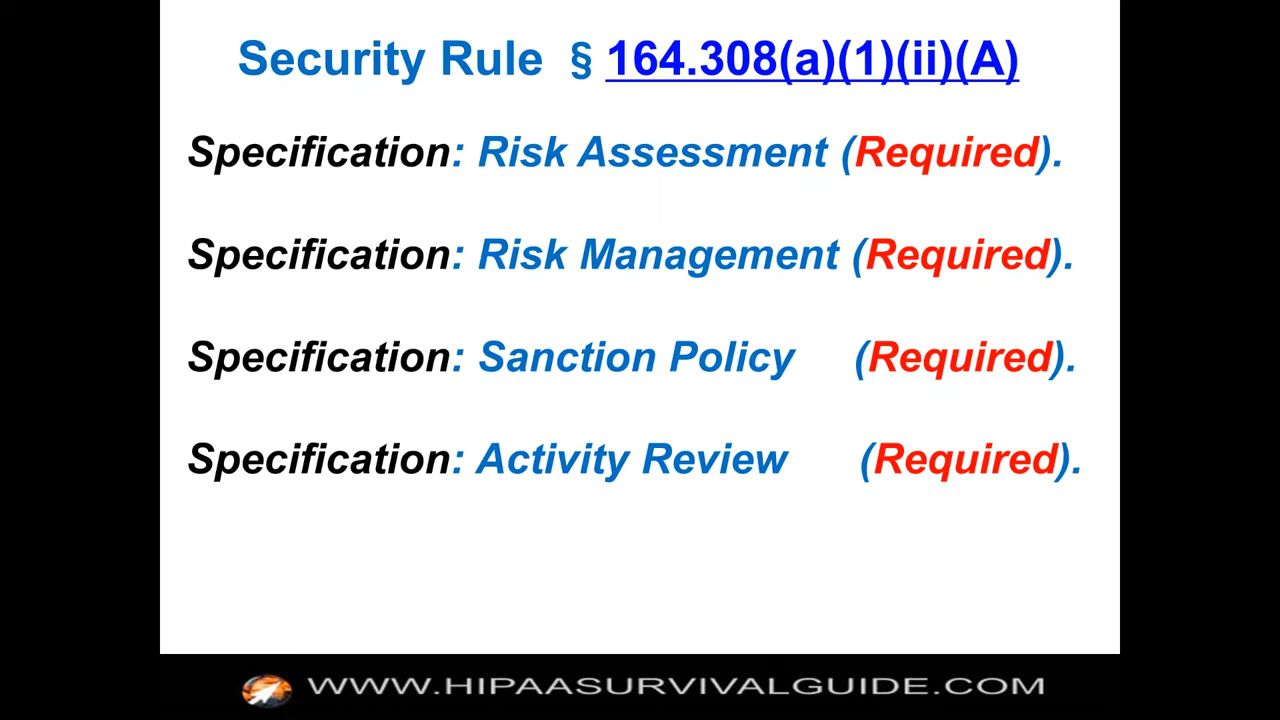 Security Rule § 164.308(a)(1)(ii)(A)
Specification: Risk Assessment (Required).
Specification: Risk Management (Required).
Specification: Sanction Policy (Required).
Specification: Activity Review (Required).
WWW.HIPAASURVIVALGUIDE.COM